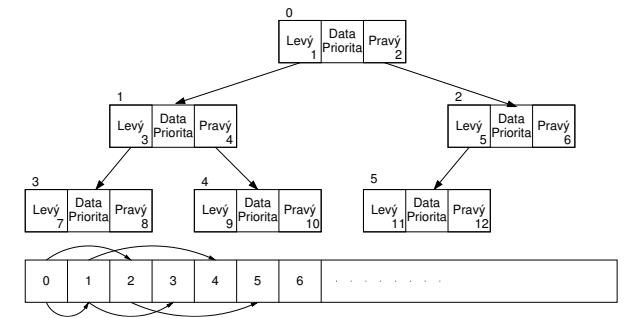 0
Levý 1 Data Priorita Pravý 2
1 2
Levý 3 Data Priorita Pravý 4 Levý 5 Data Priorita Pravý 6
3 4 5
Levý 7 Data Priorita Pravý 8 Levý 9 Data Priorita Pravý 10 Levý 11 Data Priorita Pravý 12
0 1 2 3 4 5 6 . . . . . . . .